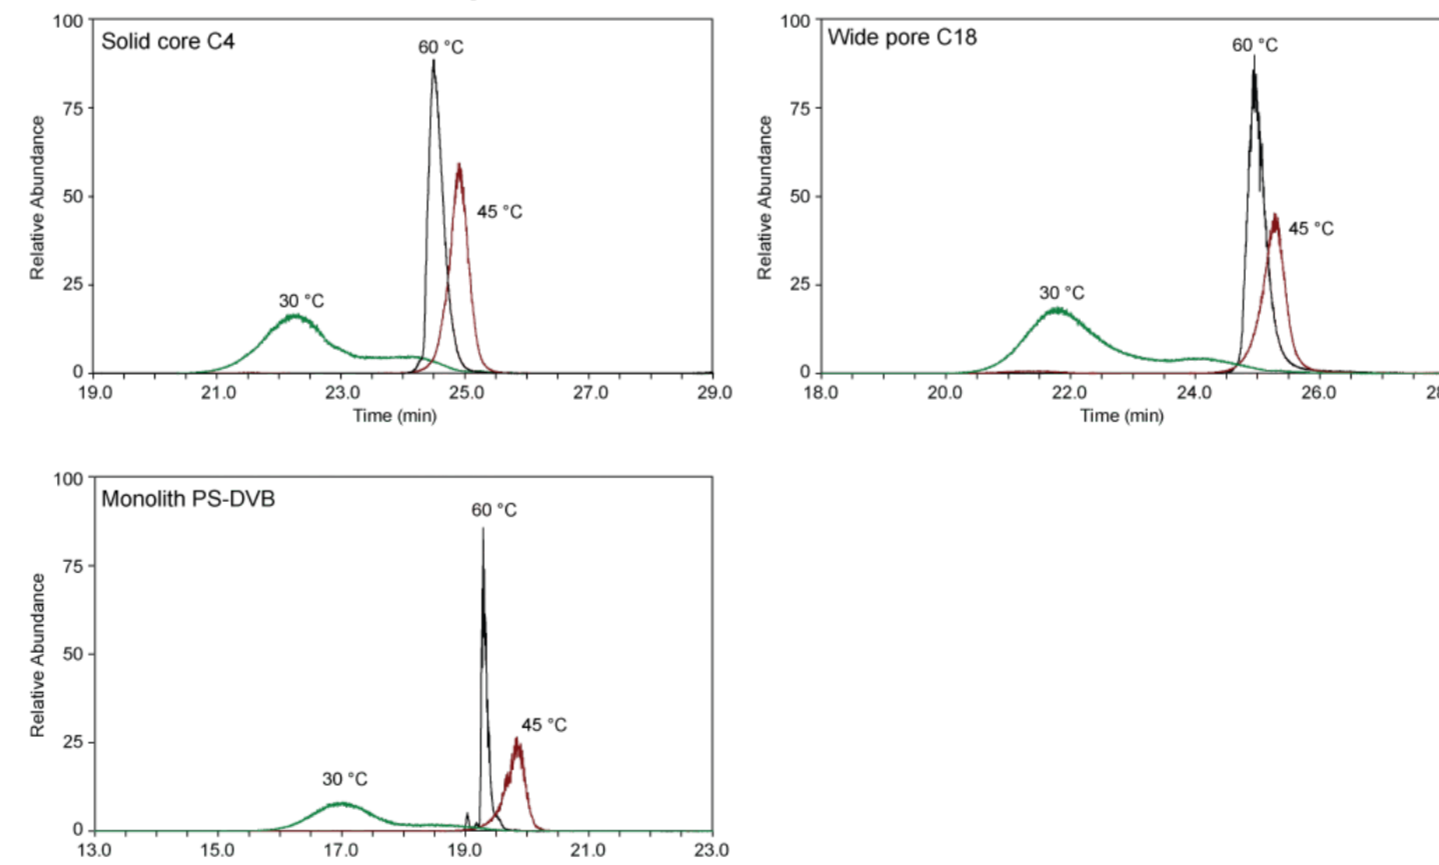 Solid core C4
60 °C
45 °C
30 °C
Relative Abundance
100
75
50
25
0
19.0 21.0 23.0 25.0 27.0 29.0
Time (min)
Wide pore C18
60 °C
45 °C
30 °C
Relative Abundance
100
75
50
25
0
18.0 20.0 22.0 24.0 26.0
Time (min)
Monolith PS-DVB
60 °C
45 °C
30 °C
Relative Abundance
100
75
50
25
0
13.0 15.0 17.0 19.0 21.0 23.0